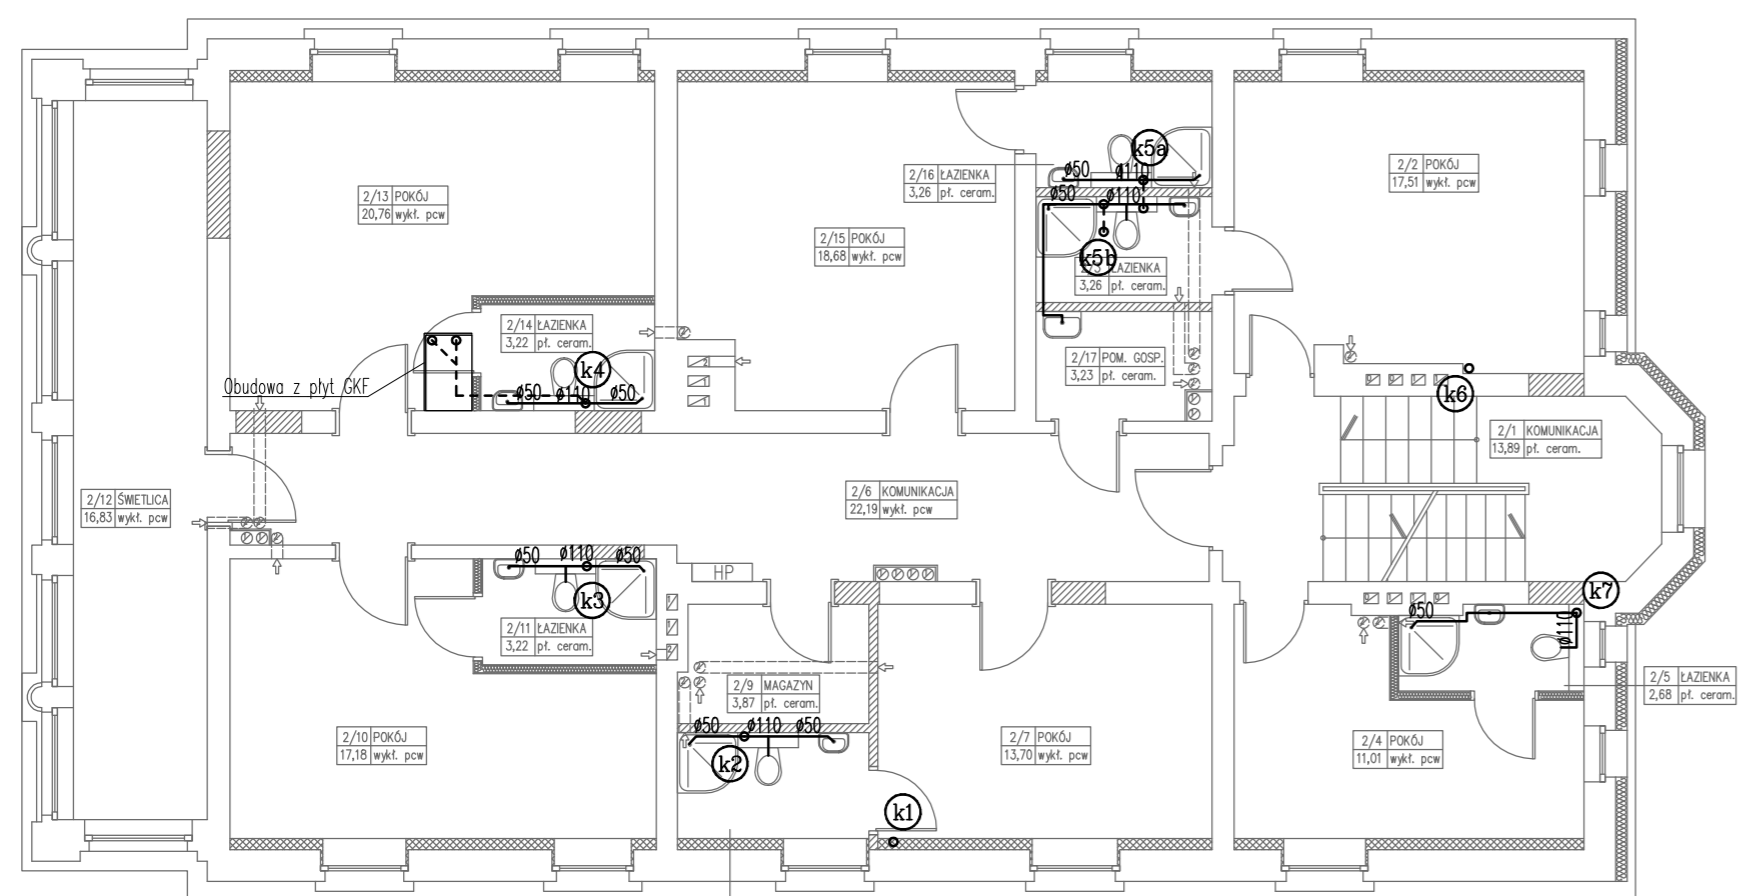 k5a
ø50
ø110
2/2 POKÓJ
17,51 wykł. pcw
2/16 ŁAZIENKA
3,26 pł. ceram.
2/13 POKÓJ
20,76 wykł. pcw
ø50
ø110
2/15 POKÓJ
18,68 wykł. pcw
k5b
ŁAZIENKA
3,26 pł. ceram.
2/14 ŁAZIENKA
3,22 pł. ceram.
2/17 POM. GOSP.
3,23 pł. ceram.
k4
Obudowa z płyt GKF
ø50
ø110
ø50
k6
2/1 KOMUNIKACJA
13,89 pł. ceram.
2/12 ŚWIETLICA
16,83 wykł. pcw
2/6 KOMUNIKACJA
22,19 wykł. pcw
ø50
ø110
ø50
HP
k3
k7
ø50
ø110
2/11 ŁAZIENKA
3,22 pł. ceram.
2/9 MAGAZYN
3,87 pł. ceram.
2/5 ŁAZIENKA
2,68 pł. ceram.
ø50
ø110
ø50
2/10 POKÓJ
17,18 wykł. pcw
2/7 POKÓJ
13,70 wykł. pcw
2/4 POKÓJ
11,01 wykł. pcw
k2
k1